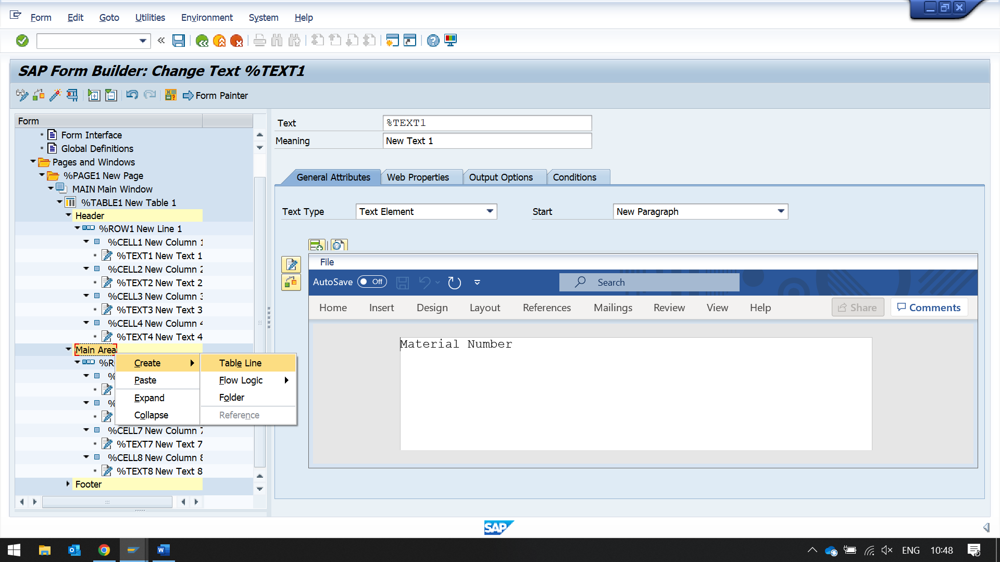 Form Edit Goto Utilities Environment System Help
SAP Form Builder: Change Text %TEXT1
Form Painter
Form
Form Interface
Global Definitions
Pages and Windows
%PAGE1 New Page
MAIN Main Window
%TABLE1 New Table 1
Header
%ROW1 New Line 1
%CELL1 New Column 1
%TEXT1 New Text 1
%CELL2 New Column 2
%TEXT2 New Text 2
%CELL3 New Column 3
%TEXT3 New Text 3
%CELL4 New Column 4
%TEXT4 New Text 4
Main Area
%R
%
%
%CELL7 New Column 7
%TEXT7 New Text 7
%CELL8 New Column 8
%TEXT8 New Text 8
Footer
Create
Paste
Expand
Collapse
Table Line
Flow Logic
Folder
Reference
Text %TEXT1
Meaning New Text 1
General Attributes Web Properties Output Options Conditions
Text Type Text Element Start New Paragraph
File
AutoSave Off Search
Home Insert Design Layout References Mailings Review View Help Share Comments
Material Number
SAP
ENG 10:48